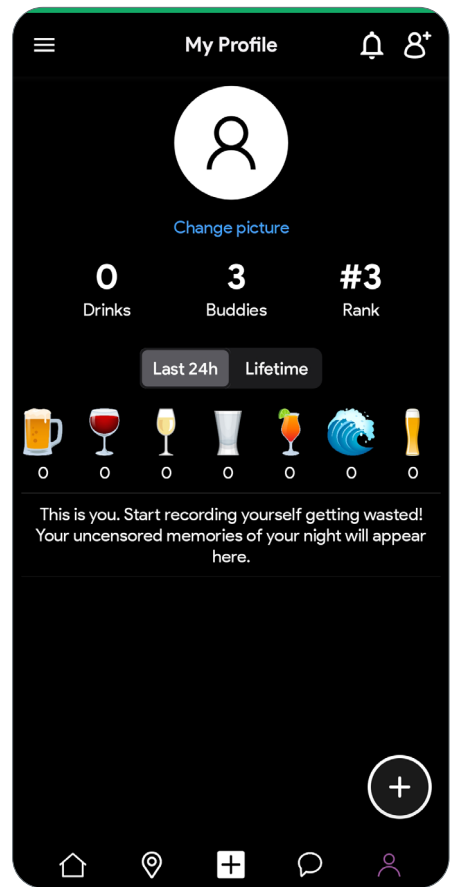 My Profile
Change picture
0 3 #3
Drinks Buddies Rank
Last 24h Lifetime
0 0 0 0 0 0 0
This is you. Start recording yourself getting wasted!
Your uncensored memories of your night will appear
here.